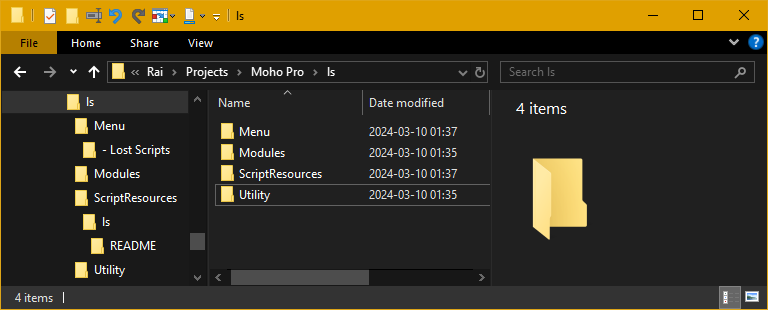 ls
File Home Share View
« Rai > Projects > Moho Pro > ls Search ls
ls
Menu
- Lost Scripts
Modules
ScriptResources
ls
README
Utility
Name Date modified
Menu 2024-03-10 01:37
Modules 2024-03-10 01:35
ScriptResources 2024-03-10 01:37
Utility 2024-03-10 01:35
4 items
4 items